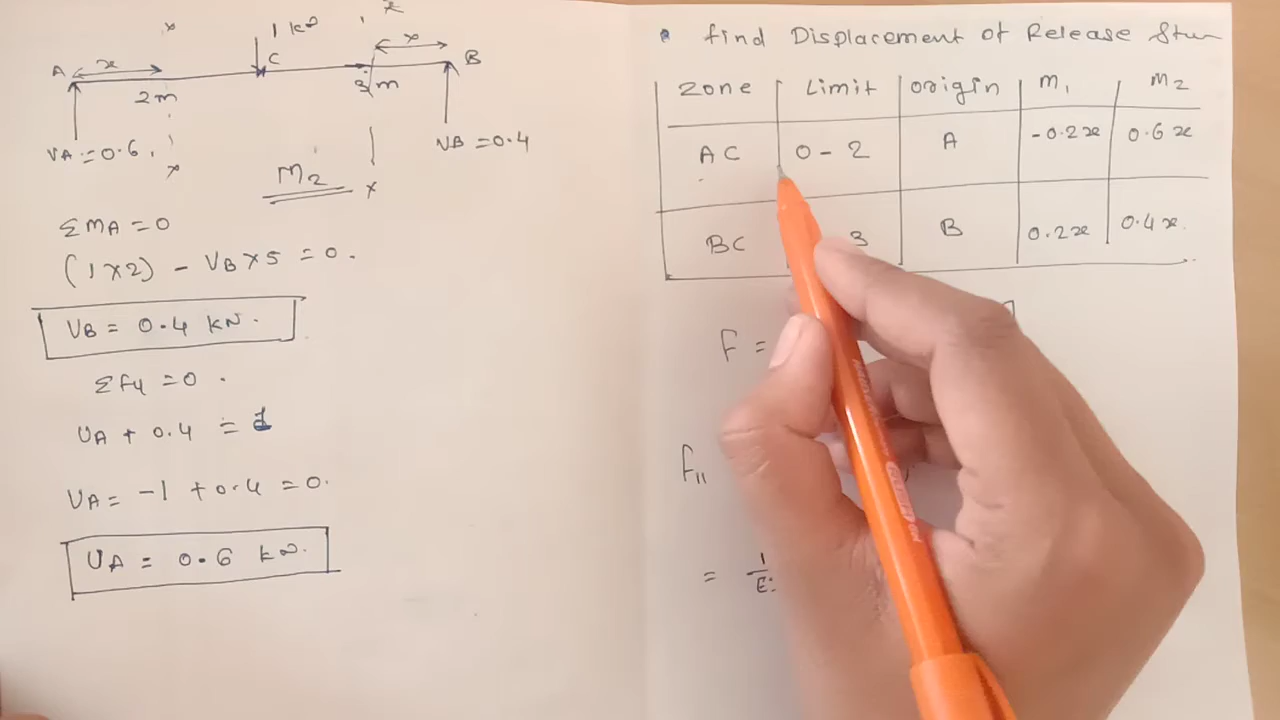 1 kN
x
A
x
C
x
B
2m
3m
VA = 0.6
VB = 0.4
x
x
M2
ΣMA = 0
(1×2) - VB×5 = 0.
VB = 0.4 kN.
Σfy = 0.
VA + 0.4 = 1
VA = -1 + 0.4 = 0.
VA = 0.6 kN.
• find Displacement of Release Stru
Zone Limit origin M1 M2
AC 0 - 2 A -0.2x 0.6x
BC 3 B 0.2x 0.4x.
F =
F11
= 1/E